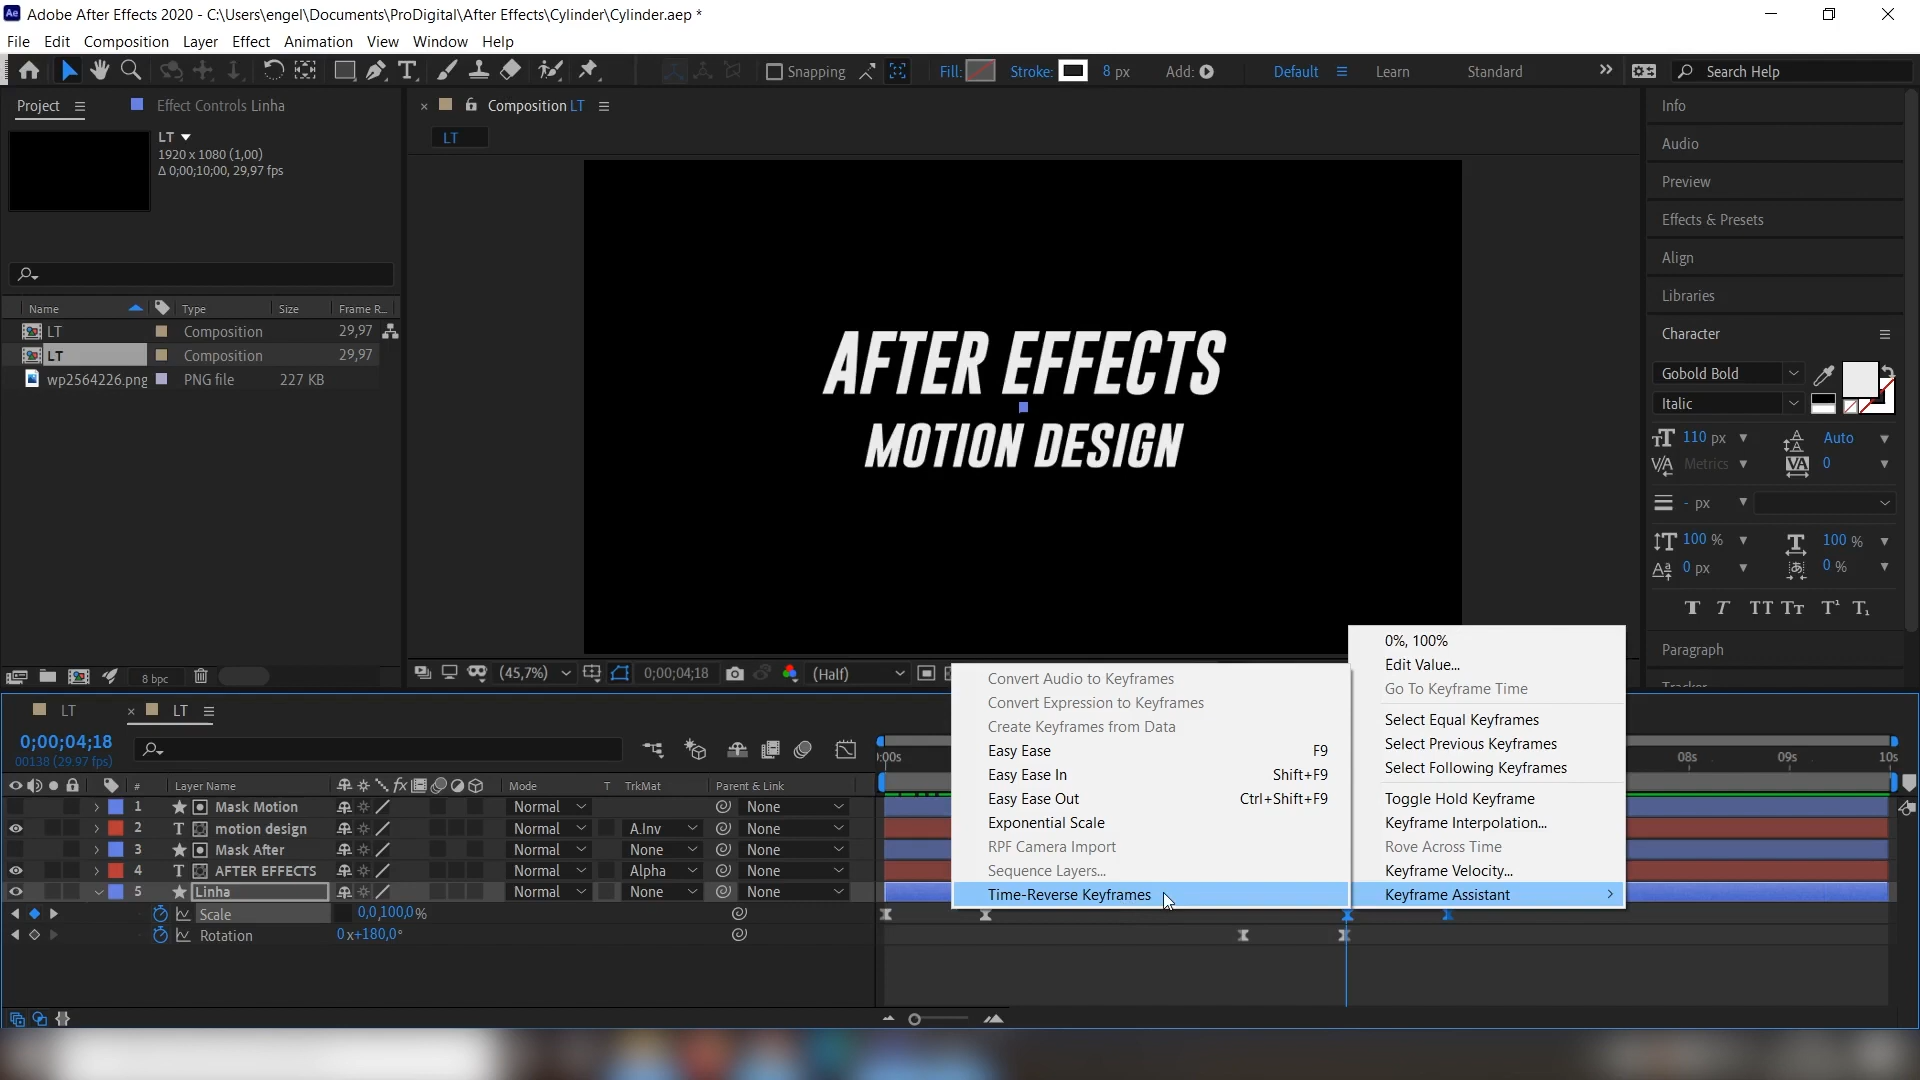 Adobe After Effects 2020 - C:\Users\engel\Documents\ProDigital\After Effects\Cylinder\Cylinder.aep *
File Edit Composition Layer Effect Animation View Window Help
Snapping Fill: Stroke: 8 px Add: Default Learn Standard Search Help
Project Effect Controls Linha
LT
1920 x 1080 (1,00)
Δ 0;00;10;00, 29,97 fps
Name Type Size Frame R...
LT Composition 29,97
LT Composition 29,97
wp2564226.png PNG file 227 KB
8 bpc
Composition LT
LT
AFTER EFFECTS
MOTION DESIGN
(45,7%) 0;00;04;18 (Half)
Info
Audio
Preview
Effects & Presets
Align
Libraries
Character
Gobold Bold
Italic
110 px Auto
Metrics 0
- px
100 % 100 %
0 px 0 %
Paragraph
0%, 100%
Edit Value...
Go To Keyframe Time
Select Equal Keyframes
Select Previous Keyframes
Select Following Keyframes
Toggle Hold Keyframe
Keyframe Interpolation...
Rove Across Time
Keyframe Velocity...
Keyframe Assistant
Convert Audio to Keyframes
Convert Expression to Keyframes
Create Keyframes from Data
Easy Ease F9
Easy Ease In Shift+F9
Easy Ease Out Ctrl+Shift+F9
Exponential Scale
RPF Camera Import
Sequence Layers...
Time-Reverse Keyframes
LT LT
0;00;04;18
00138 (29.97 fps)
:00s 08s 09s 10s
# Layer Name Mode T TrkMat Parent & Link
1 Mask Motion Normal None
2 T motion design Normal A.Inv None
3 Mask After Normal None None
4 T AFTER EFFECTS Normal Alpha None
5 Linha Normal None None
Scale 0,0,100,0%
Rotation 0x+180,0°